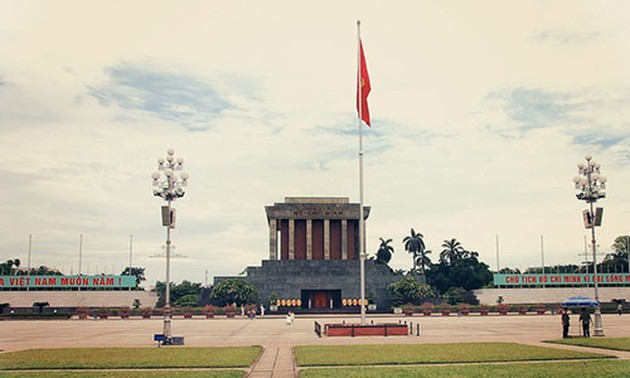 HỒ-CHÍ-MINH
A VIỆT NAM MUÔN NĂM !
CHỦ TỊCH HỒ CHÍ MINH